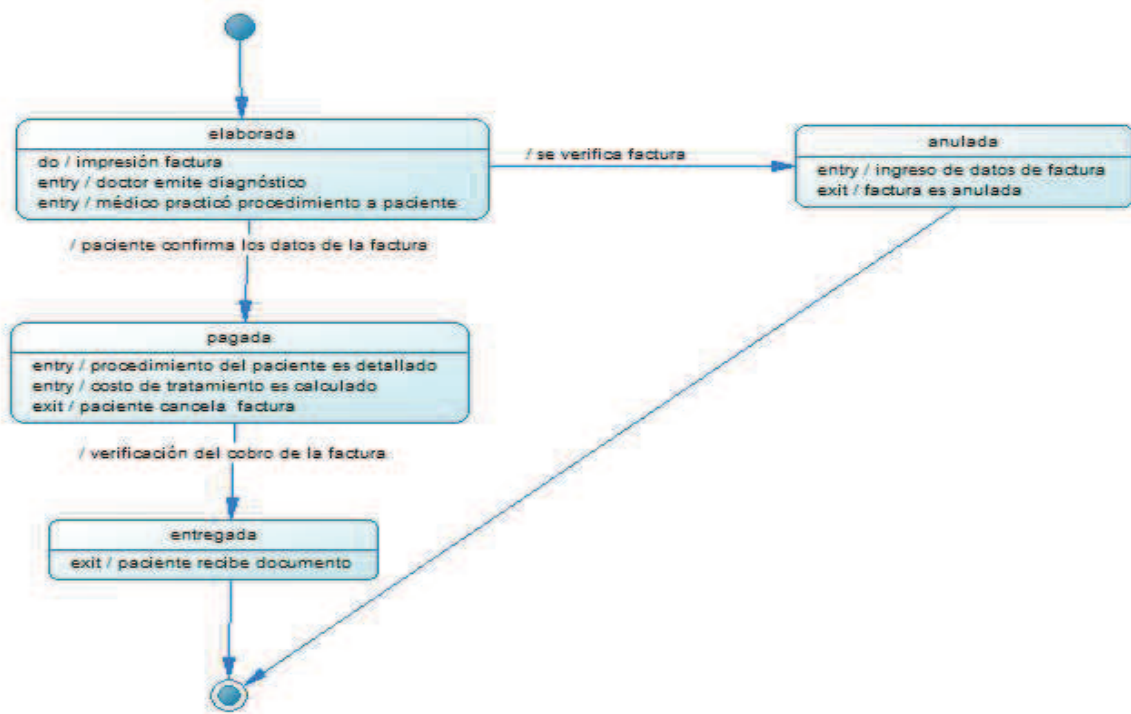 elaborada
do / impresión factura
entry / doctor emite diagnóstico
entry / médico practicó procedimiento a paciente
/ se verifica factura
anulada
entry / ingreso de datos de factura
exit / factura es anulada
/ paciente confirma los datos de la factura
pagada
entry / procedimiento del paciente es detallado
entry / costo de tratamiento es calculado
exit / paciente cancela factura
/ verificación del cobro de la factura
entregada
exit / paciente recibe documento